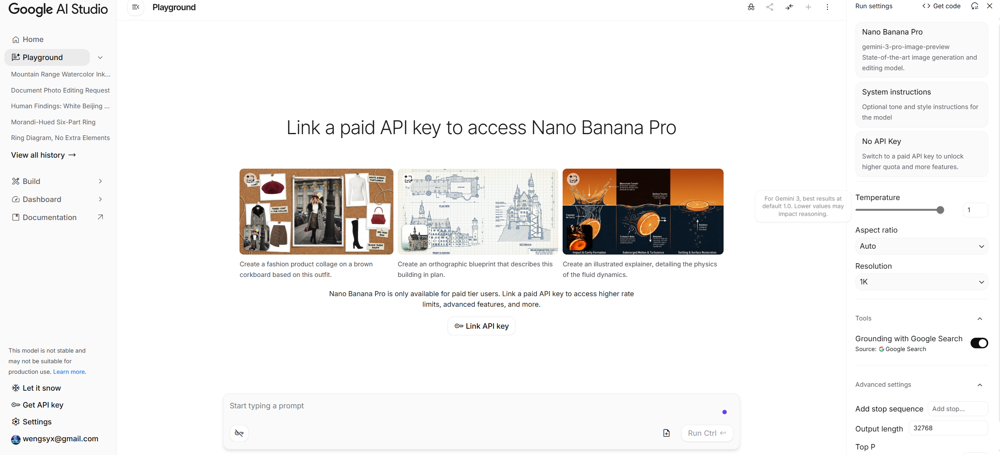 Google AI Studio
Home
Playground
Mountain Range Watercolor Ink...
Document Photo Editing Request
Human Findings: White Beijing ...
Morandi-Hued Six-Part Ring
Ring Diagram, No Extra Elements
View all history →
Build
Dashboard
Documentation
This model is not stable and
may not be suitable for
production use. Learn more.
Let it snow
Get API key
Settings
wengsyx@gmail.com
Playground
Link a paid API key to access Nano Banana Pro
WHITE RIBBED
TURTLENECK
TWEED COAT
+ FUR COLLAR
RED MINI
BAG
BLACK SUEDE
BOOTS
PLAN VIEW
FRONT ELEVATION
SECTION A-A
NEUSCHWANSTEIN CASTLE
Momentum Transfer
Surface Tension
Transient
Air Cavity
Drag
Turbulent Wake
Buoyancy
Bubbles
Impact & Cavity Formation
Submerged Motion & Turbulence
Settling & Surface Restoration
Create a fashion product collage on a brown
corkboard based on this outfit.
Create an orthographic blueprint that describes this
building in plan.
Create an illustrated explainer, detailing the physics
of the fluid dynamics.
Nano Banana Pro is only available for paid tier users. Link a paid API key to access higher rate
limits, advanced features, and more.
Link API key
Start typing a prompt
Run Ctrl ↵
Run settings
<> Get code
Nano Banana Pro
gemini-3-pro-image-preview
State-of-the-art image generation and
editing model.
System instructions
Optional tone and style instructions for
the model
No API Key
Switch to a paid API key to unlock
higher quota and more features.
For Gemini 3, best results at
default 1.0. Lower values may
impact reasoning.
Temperature
1
Aspect ratio
Auto
Resolution
1K
Tools
Grounding with Google Search
Source: G Google Search
Advanced settings
Add stop sequence
Add stop...
Output length
32768
Top P